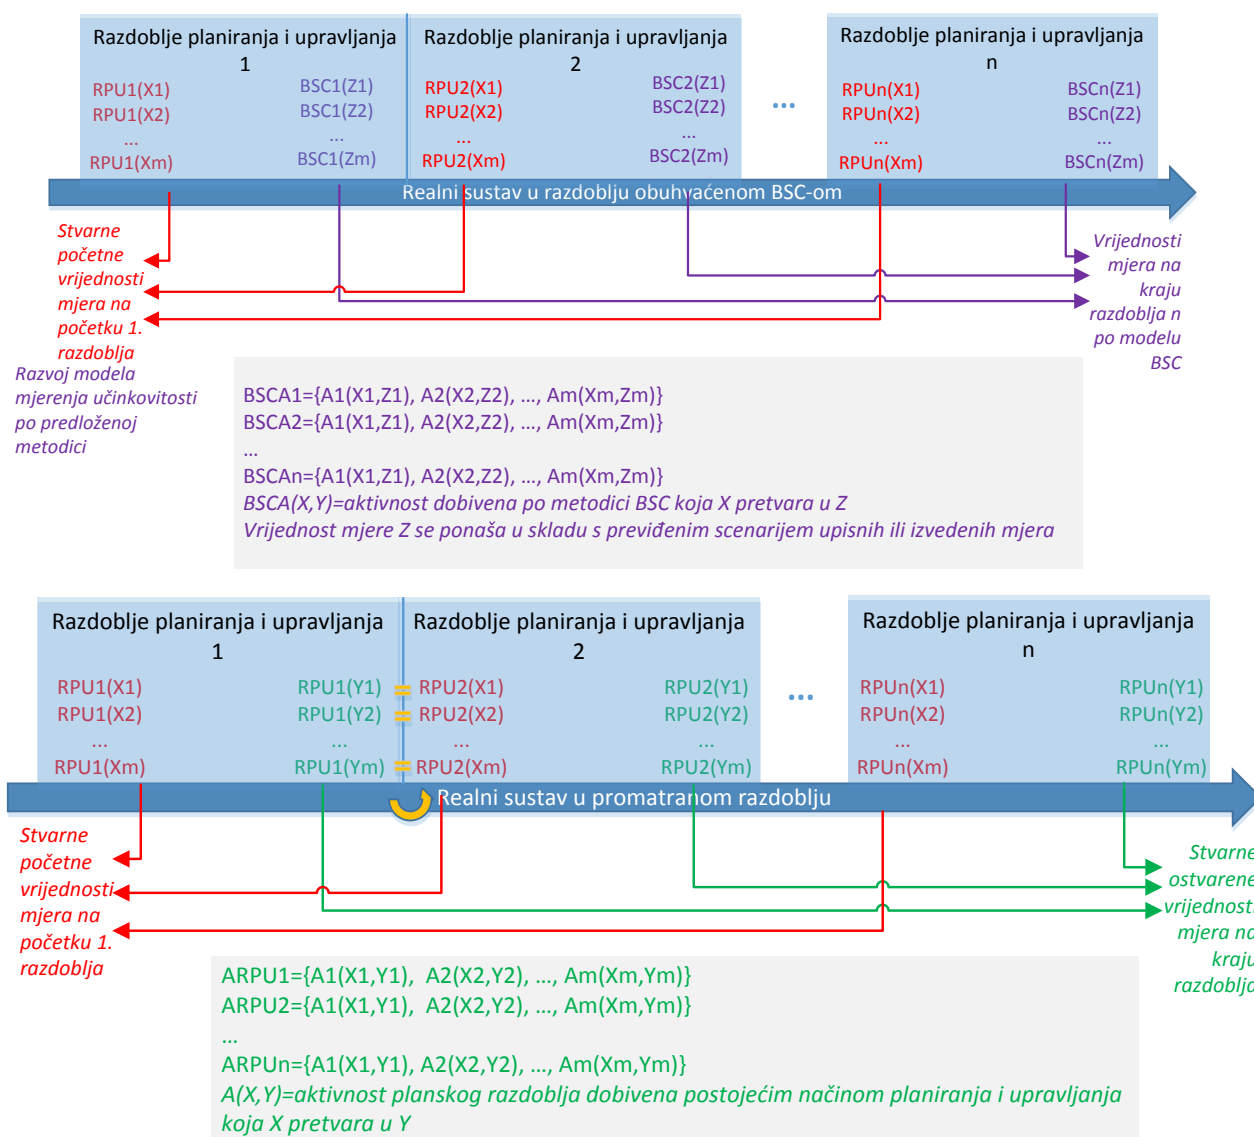 Razdoblje planiranja i upravljanja
1
RPU1(X1)
RPU1(X2)
...
RPU1(Xm)
BSC1(Z1)
BSC1(Z2)
...
BSC1(Zm)
Razdoblje planiranja i upravljanja
2
RPU2(X1)
RPU2(X2)
...
RPU2(Xm)
BSC2(Z1)
BSC2(Z2)
...
BSC2(Zm)
...
Razdoblje planiranja i upravljanja
n
RPUn(X1)
RPUn(X2)
...
RPUn(Xm)
BSCn(Z1)
BSCn(Z2)
...
BSCn(Zm)
Realni sustav u razdoblju obuhvaćenom BSC-om
Stvarne
početne
vrijednosti
mjera na
početku 1.
razdoblja
Vrijednosti
mjera na
kraju
razdoblja n
po modelu
BSC
Razvoj modela
mjerenja učinkovitosti
po predloženoj
metodici
BSCA1={A1(X1,Z1), A2(X2,Z2), ..., Am(Xm,Zm)}
BSCA2={A1(X1,Z1), A2(X2,Z2), ..., Am(Xm,Zm)}
...
BSCAn={A1(X1,Z1), A2(X2,Z2), ..., Am(Xm,Zm)}
BSCA(X,Y)=aktivnost dobivena po metodici BSC koja X pretvara u Z
Vrijednost mjere Z se ponaša u skladu s previđenim scenarijem upisnih ili izvedenih mjera
Razdoblje planiranja i upravljanja
1
RPU1(X1)
RPU1(X2)
...
RPU1(Xm)
RPU1(Y1)
RPU1(Y2)
...
RPU1(Ym)
=
=
=
Razdoblje planiranja i upravljanja
2
RPU2(X1)
RPU2(X2)
...
RPU2(Xm)
RPU2(Y1)
RPU2(Y2)
...
RPU2(Ym)
...
Razdoblje planiranja i upravljanja
n
RPUn(X1)
RPUn(X2)
...
RPUn(Xm)
RPUn(Y1)
RPUn(Y2)
...
RPUn(Ym)
Realni sustav u promatranom razdoblju
Stvarne
početne
vrijednosti
mjera na
početku 1.
razdoblja
Stvarne
ostvarene
vrijednosti
mjera na
kraju
razdoblja
ARPU1={A1(X1,Y1), A2(X2,Y2), ..., Am(Xm,Ym)}
ARPU2={A1(X1,Y1), A2(X2,Y2), ..., Am(Xm,Ym)}
...
ARPUn={A1(X1,Y1), A2(X2,Y2), ..., Am(Xm,Ym)}
A(X,Y)=aktivnost planskog razdoblja dobivena postojećim načinom planiranja i upravljanja
koja X pretvara u Y